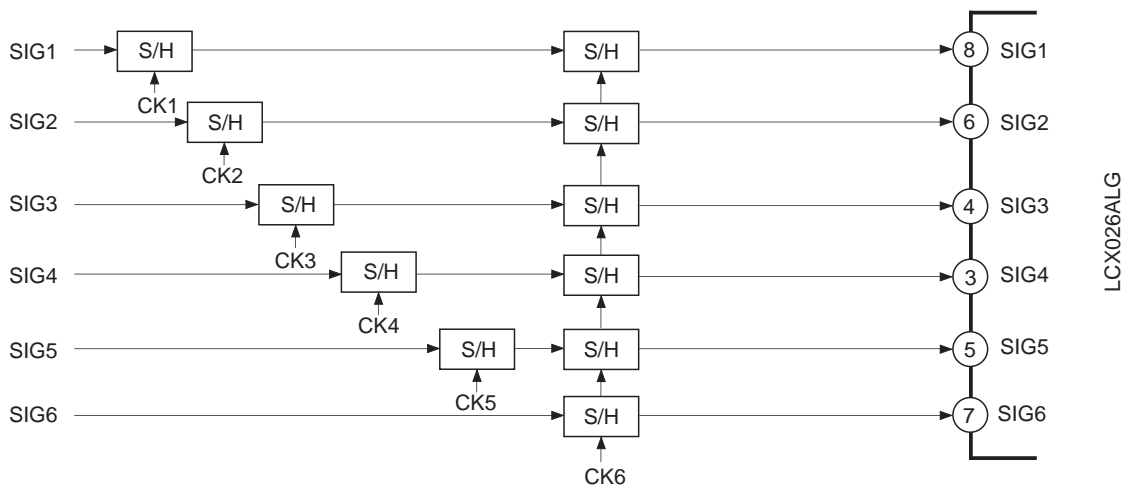 SIG1 S/H S/H 8 SIG1
CK1
SIG2 S/H S/H 6 SIG2
CK2
SIG3 S/H S/H 4 SIG3
CK3
SIG4 S/H S/H 3 SIG4
CK4
SIG5 S/H S/H 5 SIG5
CK5
SIG6 S/H 7 SIG6
CK6
LCX026ALG